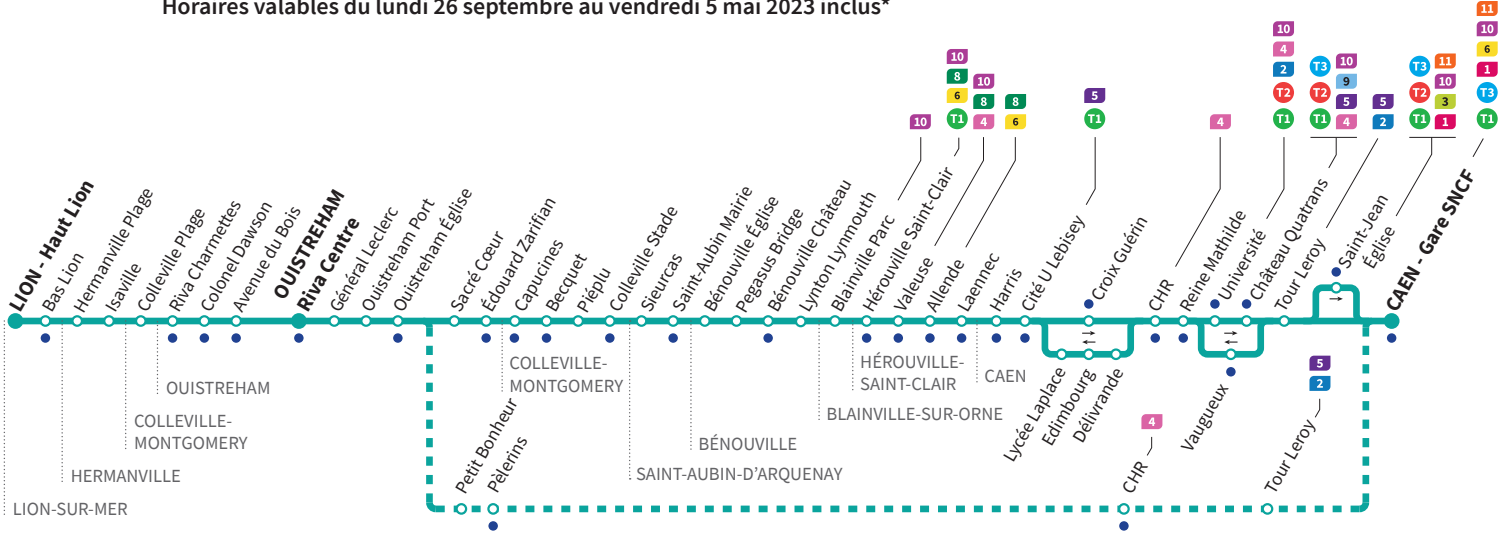 Horaires valables du lundi 26 septembre au vendredi 5 mai 2023 inclus*
LION - Haut Lion
Bas Lion
Hermanville Plage
Isaville
Colleville Plage
Riva Charmettes
Colonel Dawson
Avenue du Bois
OUISTREHAM
Riva Centre
Général Leclerc
Ouistreham Port
Ouistreham Église
Sacré Cœur
Édouard Zarifian
Capucines
Becquet
Piéplu
Colleville Stade
Sieurcas
Saint-Aubin Mairie
Bénouville Église
Pegasus Bridge
Bénouville Château
Lynton Lynmouth
Blainville Parc
10
Hérouville Saint-Clair
10
8
6
T1
Valeuse
10
8
4
Allende
8
6
Laennec
Harris
Cité U Lebisey
5
T1
Croix Guérin
CHR
4
Reine Mathilde
Université
10
4
2
T2
T1
Château Quatrans
T3 10
9
T2 5
T1 4
Tour Leroy
5
2
Saint-Jean
Église
T3 11
10
T2 3
T1 1
CAEN - Gare SNCF
11
10
6
1
T3
T1
Lycée Laplace
Edimbourg
Délivrande
Vaugueux
LION-SUR-MER
HERMANVILLE
COLLEVILLE-
MONTGOMERY
OUISTREHAM
COLLEVILLE-
MONTGOMERY
SAINT-AUBIN-D’ARQUENAY
BÉNOUVILLE
BLAINVILLE-SUR-ORNE
HÉROUVILLE-
SAINT-CLAIR
CAEN
Petit Bonheur
Pèlerins
CHR
4
Tour Leroy
5
2